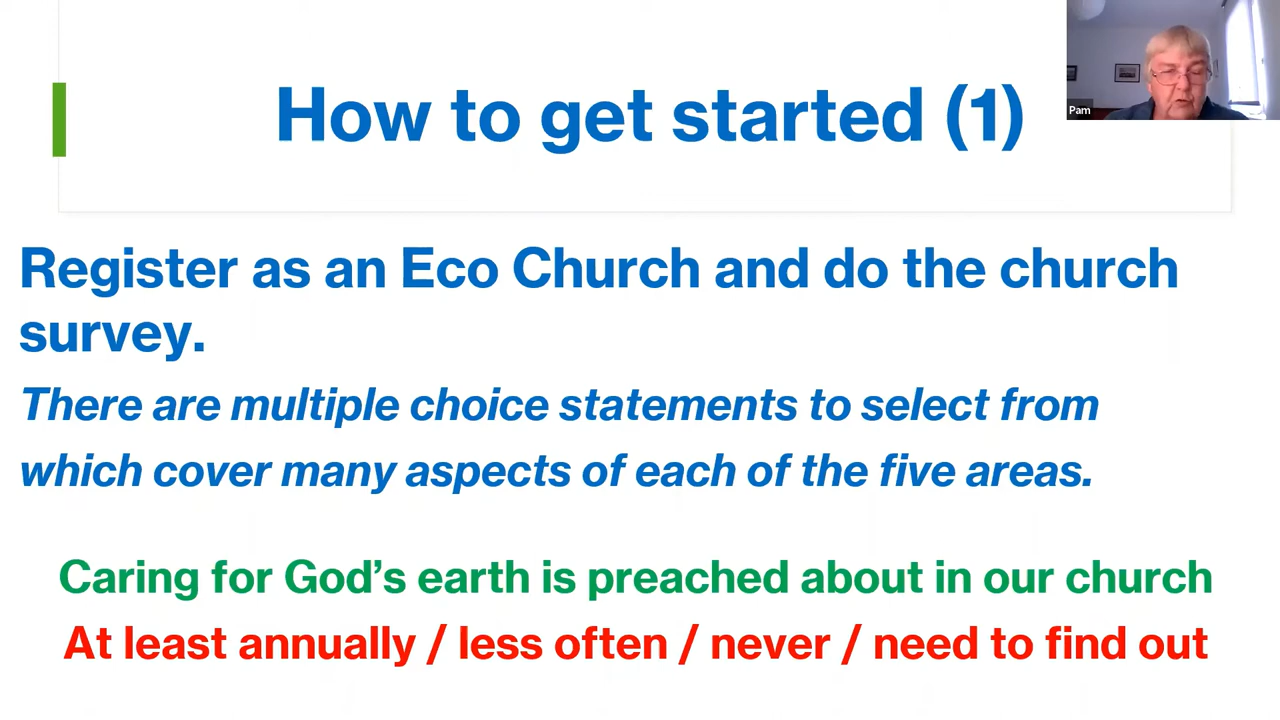 How to get started (1)
Pam
Register as an Eco Church and do the church
survey.
There are multiple choice statements to select from
which cover many aspects of each of the five areas.
Caring for God’s earth is preached about in our church
At least annually / less often / never / need to find out